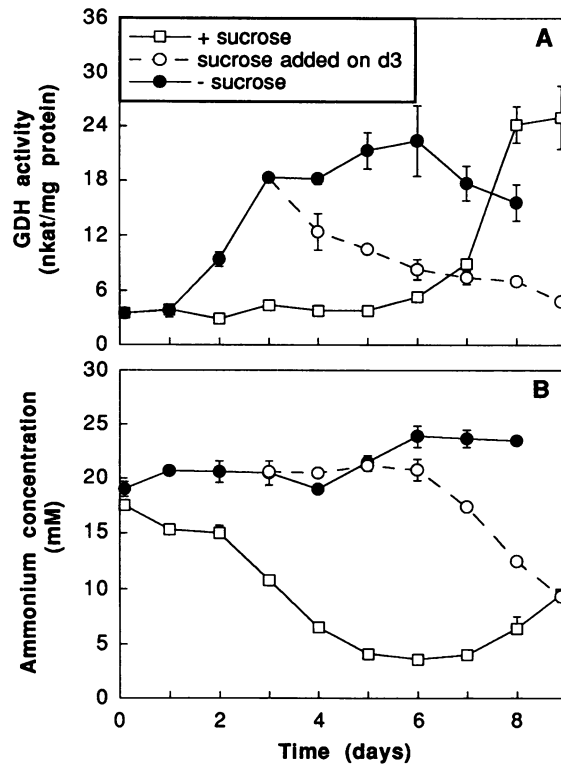 36
30
24
18
12
6
0
GDH activity
(nkat/mg protein)
+ sucrose
sucrose added on d3
- sucrose
A
30
25
20
15
10
5
0
Ammonium concentration
(mM)
B
0 2 4 6 8
Time (days)